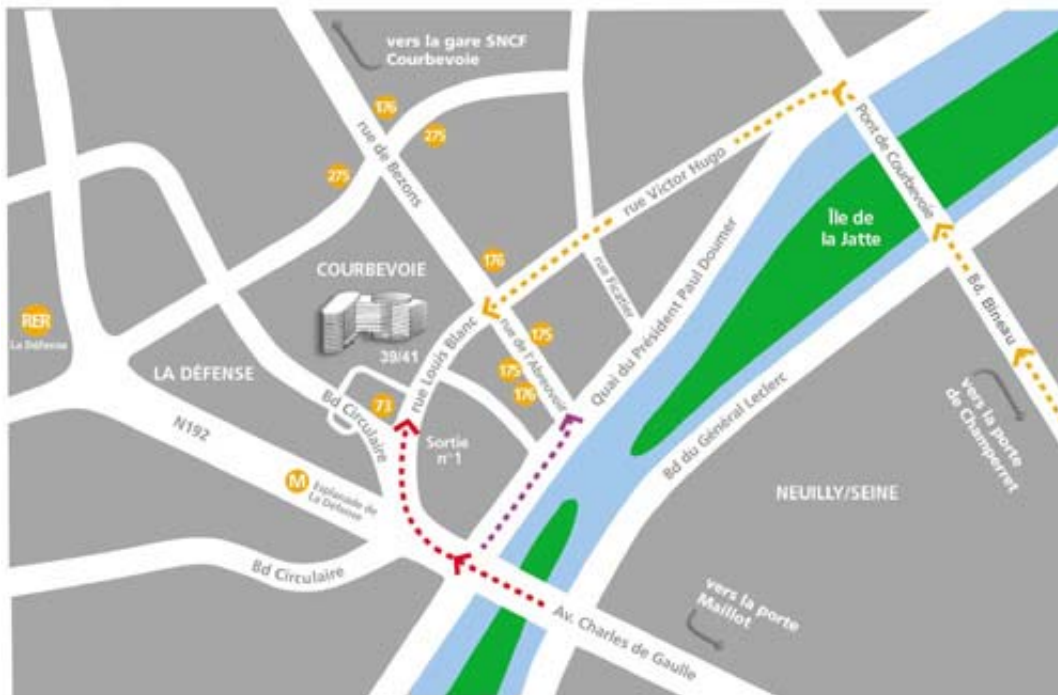 vers la gare SNCF
Courbevoie
176
275
275
rue de Bezons
rue Victor Hugo
Pont de Courbevoie
Île de
la Jatte
176
rue Ficatier
Quai du Président Paul Doumer
Bd. Bineau
COURBEVOIE
RER
La Défense
39/41
rue Louis Blanc
rue de l'Abreuvoir
175
175
176
LA DÉFENSE
73
Bd Circulaire
N192
Sortie
n°1
Bd du Général Leclerc
vers la porte
de Champerret
NEUILLY/SEINE
M
Esplanade de
La Defense
Bd Circulaire
vers la porte
Maillot
Av. Charles de Gaulle